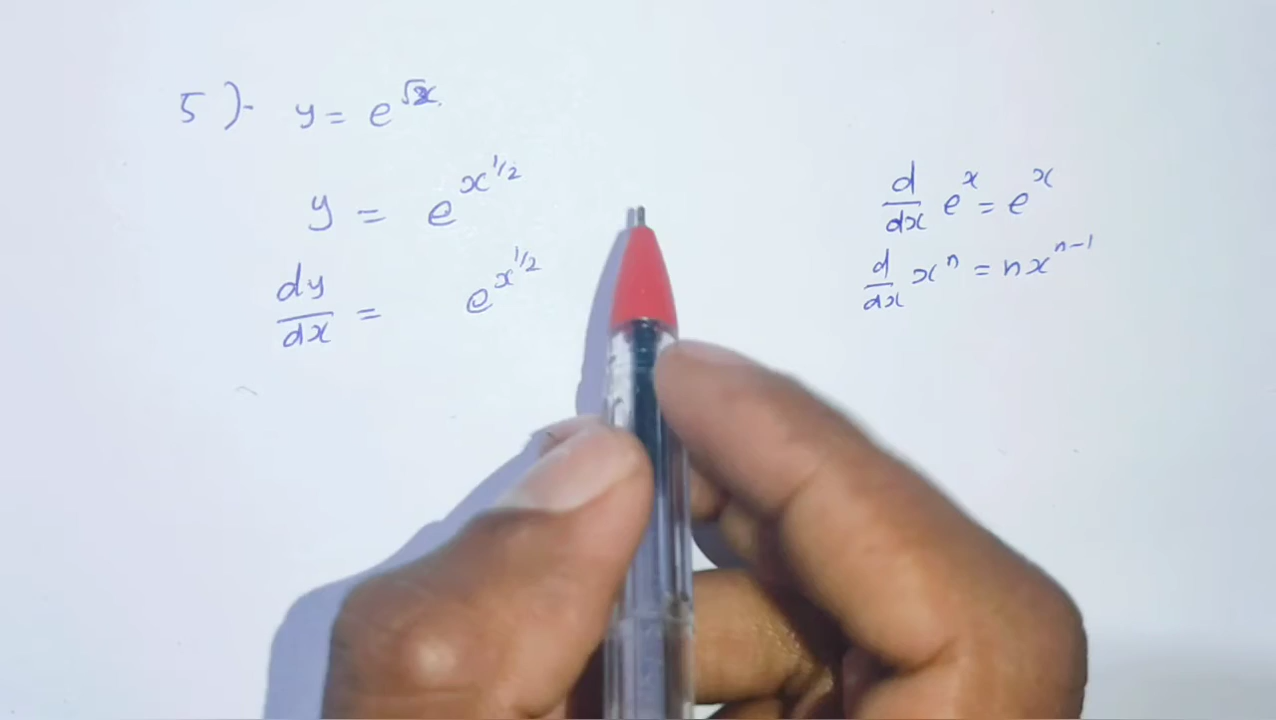 5)- y = e^√x.
y = e^x^1/2
dy/dx = e^x^1/2
d/dx e^x = e^x
d/dx x^n = nx^n-1